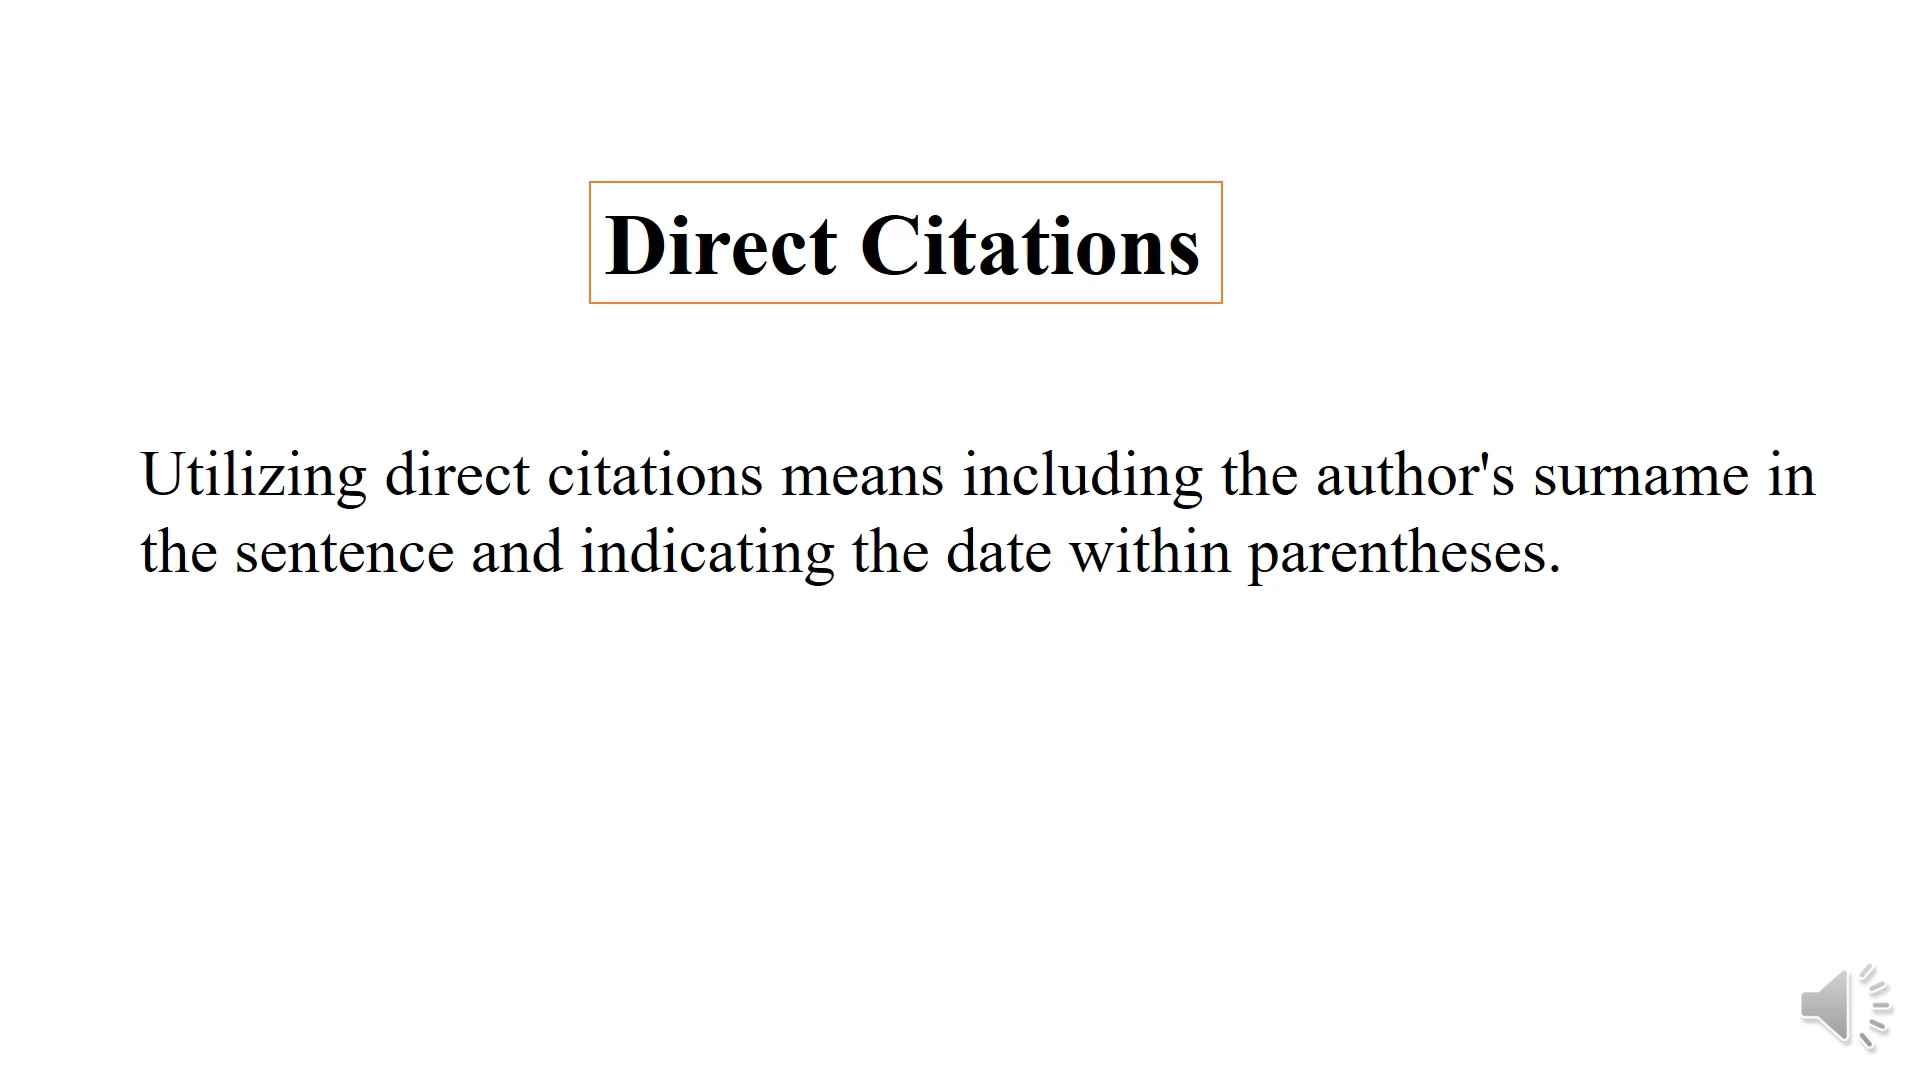 Direct Citations
Utilizing direct citations means including the author's surname in
the sentence and indicating the date within parentheses.